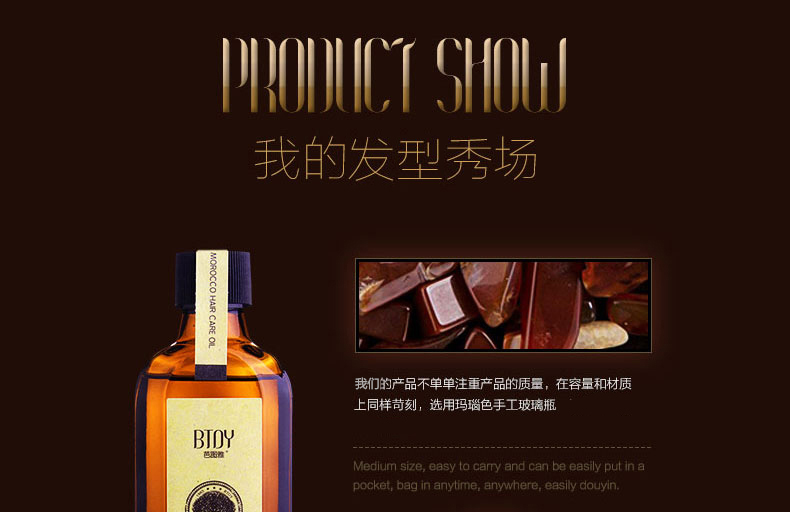 PRODUCT SHOW
我的发型秀场
MOROCCO HAIR CARE OIL
BTOY
芭图雅
我们的产品不单单注重产品的质量，在容量和材质
上同样苛刻，选用玛瑙色手工玻璃瓶
Medium size, easy to carry and can be easily put in a
pocket, bag in anytime, anywhere, easily douyin.